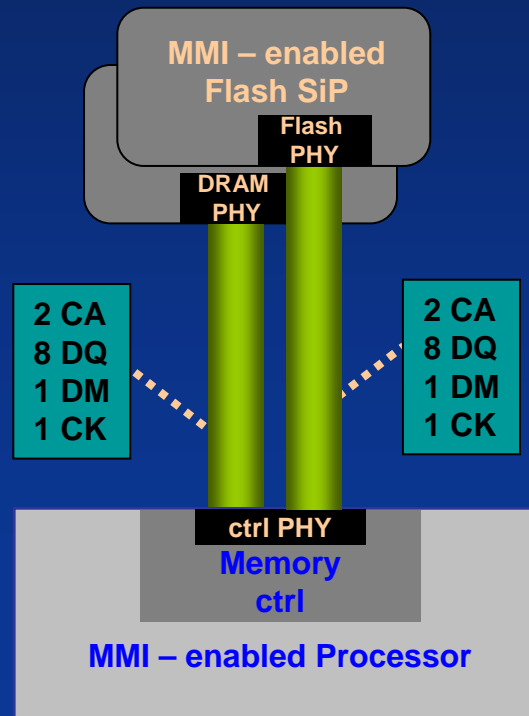 MMI – enabled
Flash SiP
Flash
PHY
DRAM
PHY
2 CA
8 DQ
1 DM
1 CK
2 CA
8 DQ
1 DM
1 CK
ctrl PHY
Memory
ctrl
MMI – enabled Processor